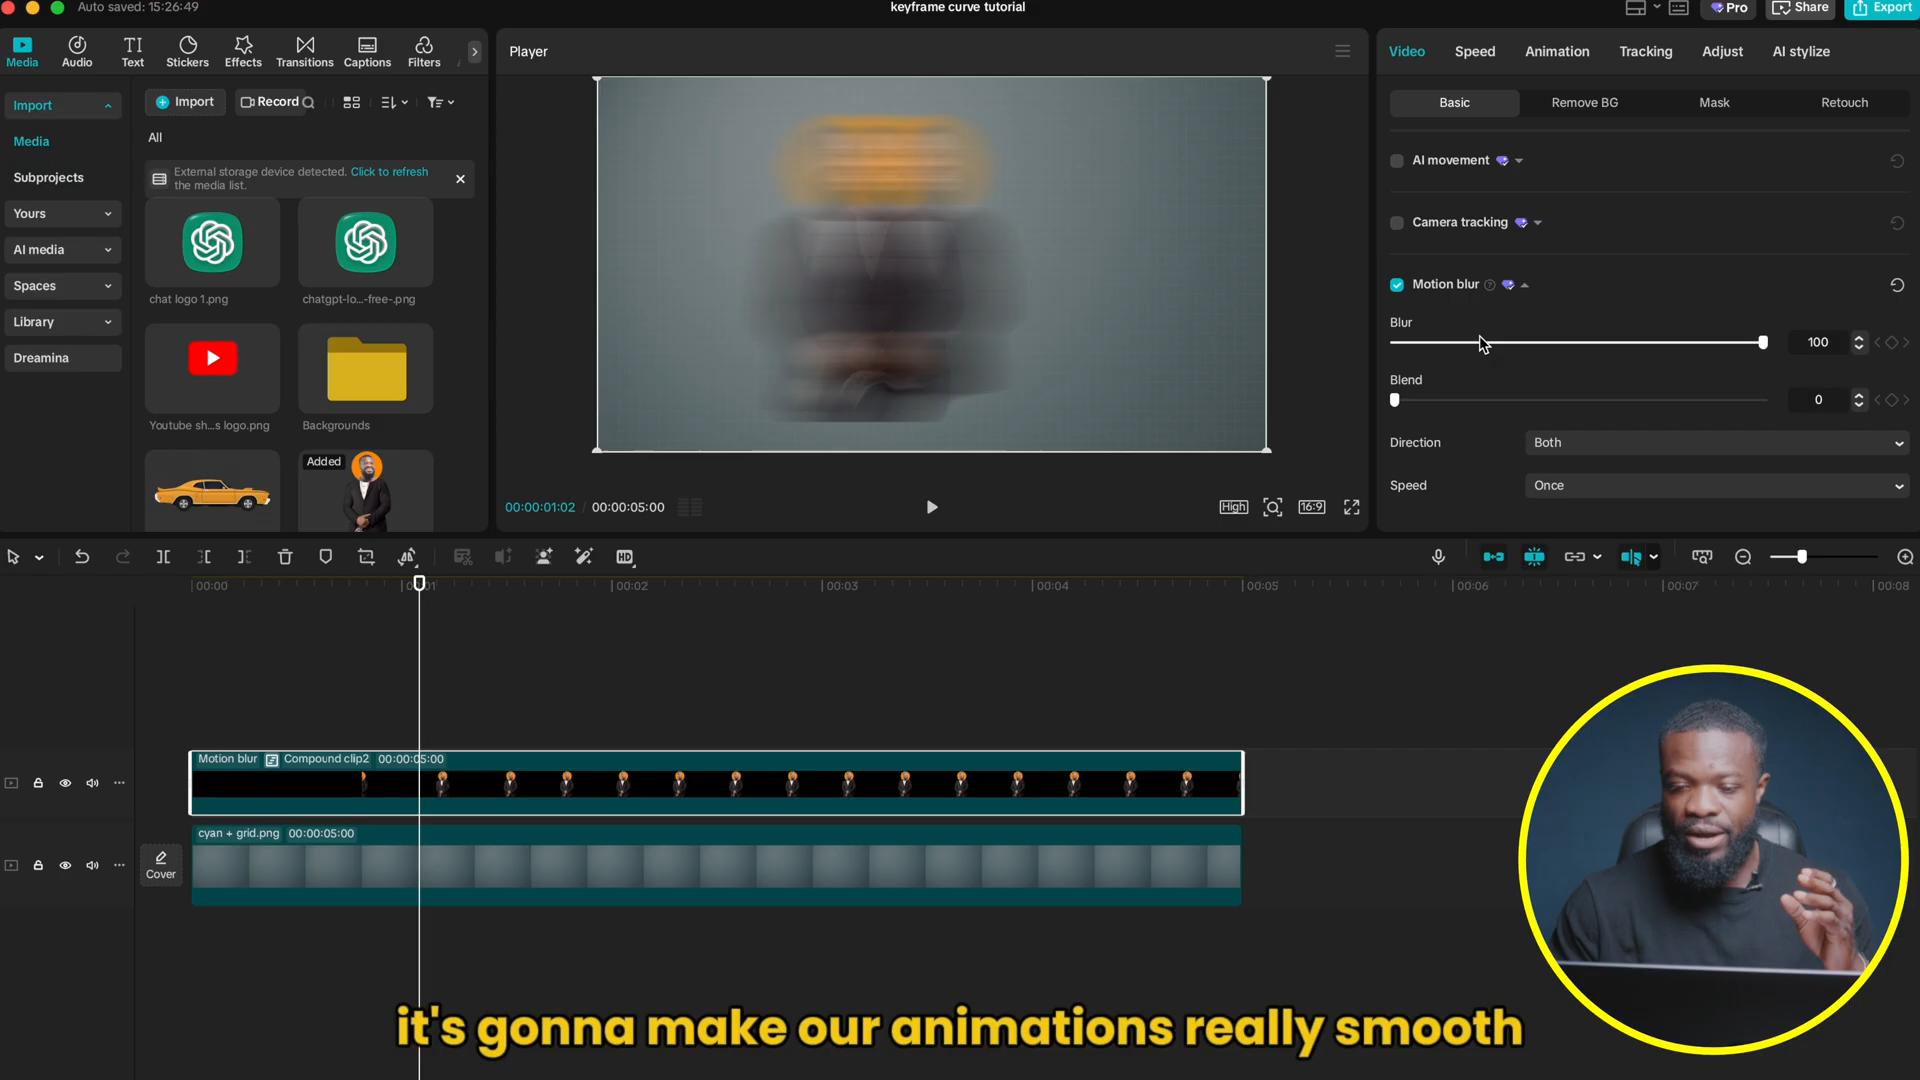 Auto saved: 15:26:49
keyframe curve tutorial
Pro
Share
Export
Media
Audio
Text
Stickers
Effects
Transitions
Captions
Filters
Player
Video
Speed
Animation
Tracking
Adjust
AI stylize
Import
Media
Subprojects
Yours
AI media
Spaces
Library
Dreamina
Import
Record
All
External storage device detected. Click to refresh
the media list.
chat logo 1.png
chatgpt-lo...-free-.png
Youtube sh...s logo.png
Backgrounds
Added
00:00:01:02 / 00:00:05:00
High
16:9
Basic
Remove BG
Mask
Retouch
AI movement
Camera tracking
Motion blur
Blur
100
Blend
0
Direction
Both
Speed
Once
HD
00:00
00:02
00:03
00:04
00:05
00:06
00:07
00:08
Motion blur
Compound clip2
00:00:05:00
cyan + grid.png
00:00:05:00
Cover
it's gonna make our animations really smooth